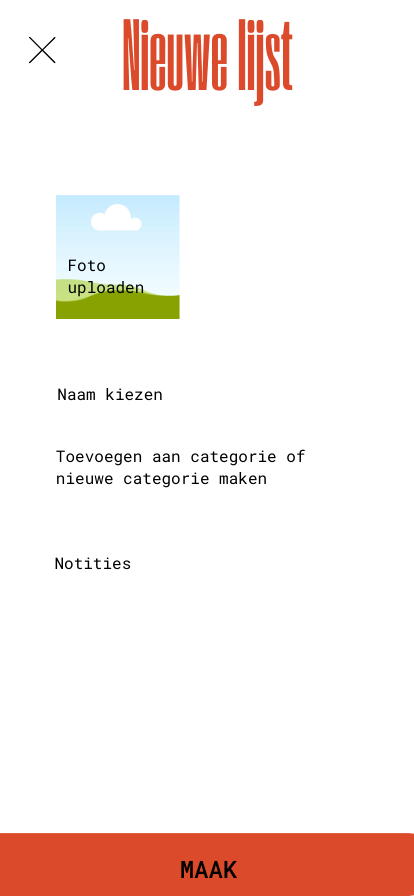 Nieuwe lijst
Foto
uploaden
Naam kiezen
Toevoegen aan categorie of
nieuwe categorie maken
Notities
MAAK